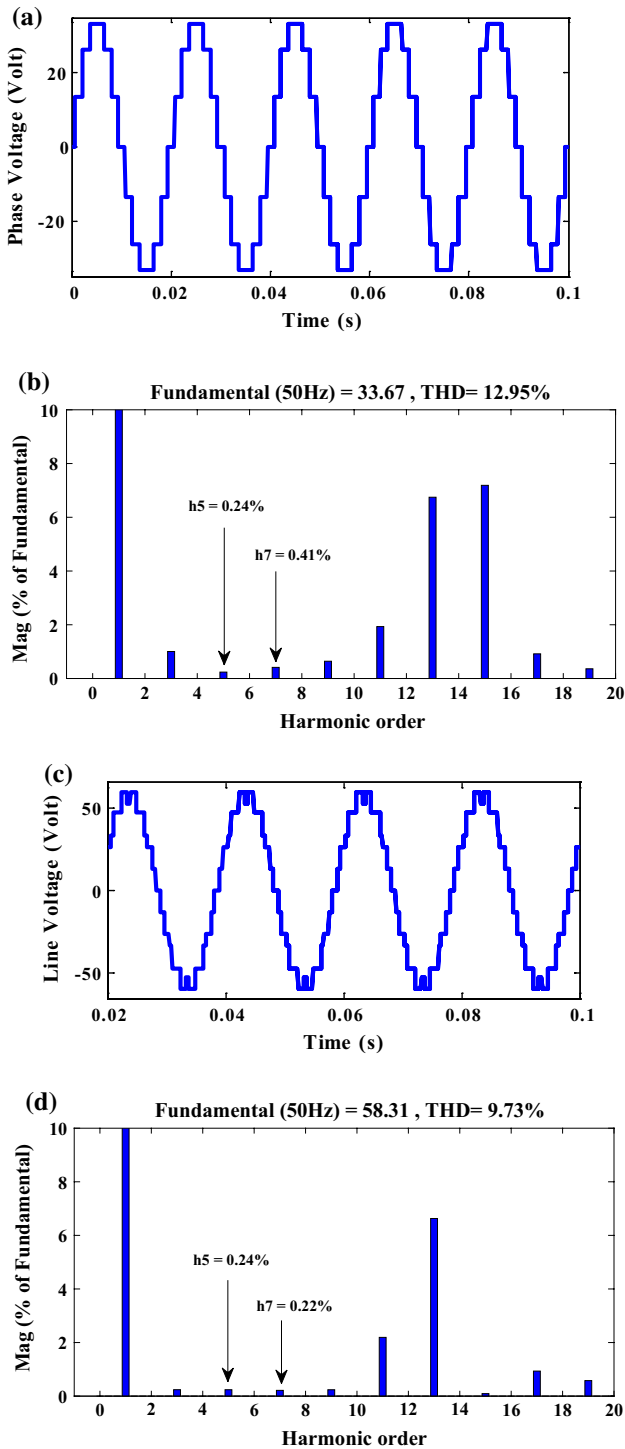 (a)
Phase Voltage (Volt)
20
0
-20
0 0.02 0.04 0.06 0.08 0.1
Time (s)
(b)
Fundamental (50Hz) = 33.67 , THD= 12.95%
Mag (% of Fundamental)
10
8
6
4
2
0
h5 = 0.24%
h7 = 0.41%
0 2 4 6 8 10 12 14 16 18 20
Harmonic order
(c)
Line Voltage (Volt)
50
0
-50
0.02 0.04 0.06 0.08 0.1
Time (s)
(d)
Fundamental (50Hz) = 58.31 , THD= 9.73%
Mag (% of Fundamental)
10
8
6
4
2
0
h5 = 0.24%
h7 = 0.22%
0 2 4 6 8 10 12 14 16 18 20
Harmonic order